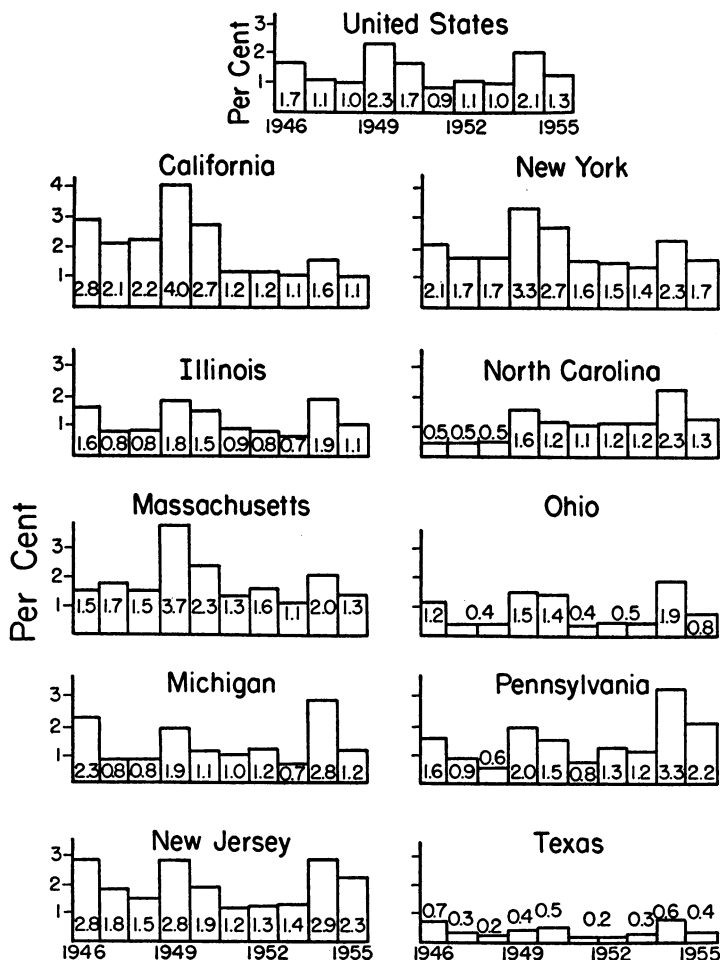 United States
Per Cent
3
2
1
1.7 1.1 1.0 2.3 1.7 0.9 1.1 1.0 2.1 1.3
1946 1949 1952 1955
California
4
3
2
1
2.8 2.1 2.2 4.0 2.7 1.2 1.2 1.1 1.6 1.1
New York
2.1 1.7 1.7 3.3 2.7 1.6 1.5 1.4 2.3 1.7
Illinois
3
2
1
1.6 0.8 0.8 1.8 1.5 0.9 0.8 0.7 1.9 1.1
North Carolina
0.5 0.5 0.5 1.6 1.2 1.1 1.2 1.2 2.3 1.3
Per Cent
Massachusetts
3
2
1
1.5 1.7 1.5 3.7 2.3 1.3 1.6 1.1 2.0 1.3
Ohio
1.2 0.4 1.5 1.4 0.4 0.5 1.9 0.8
Michigan
3
2
1
2.3 0.8 0.8 1.9 1.1 1.0 1.2 0.7 2.8 1.2
Pennsylvania
1.6 0.9 0.6 2.0 1.5 0.8 1.3 1.2 3.3 2.2
New Jersey
3
2
1
2.8 1.8 1.5 2.8 1.9 1.2 1.3 1.4 2.9 2.3
1946 1949 1952 1955
Texas
0.7 0.3 0.2 0.4 0.5 0.2 0.3 0.6 0.4
1946 1949 1952 1955